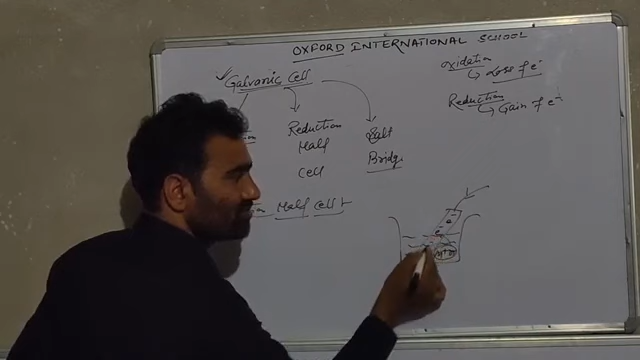 OXFORD INTERNATIONAL SCHOOL
Galvanic Cell
Oxidation
Loss of e-
Reduction
Gain of e-
Reduction
Half
Cell
Salt
Bridge
Half Cell